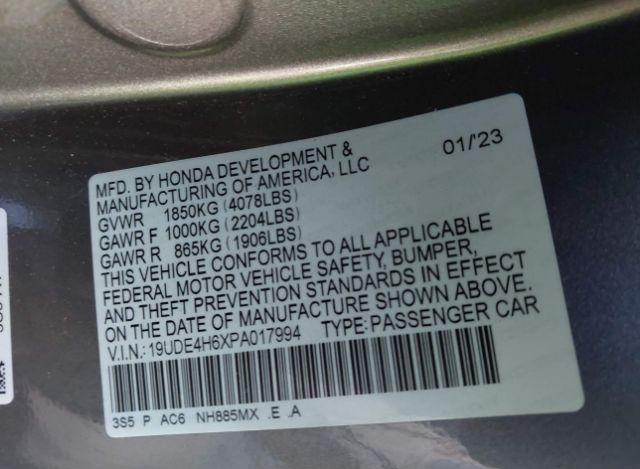 01/'23
MFD. BY HONDA DEVELOPMENT &
MANUFACTURING OF AMERICA, LLC
GVWR 1850KG (4078LBS)
GAWR F 1000KG (2204LBS)
GAWR R 865KG (1906LBS)
THIS VEHICLE CONFORMS TO ALL APPLICABLE
FEDERAL MOTOR VEHICLE SAFETY, BUMPER,
AND THEFT PREVENTION STANDARDS IN EFFECT
ON THE DATE OF MANUFACTURE SHOWN ABOVE.
V.I.N.: 19UDE4H6XPA017994 TYPE: PASSENGER CAR
3S5 P AC6 NH885MX .E .A